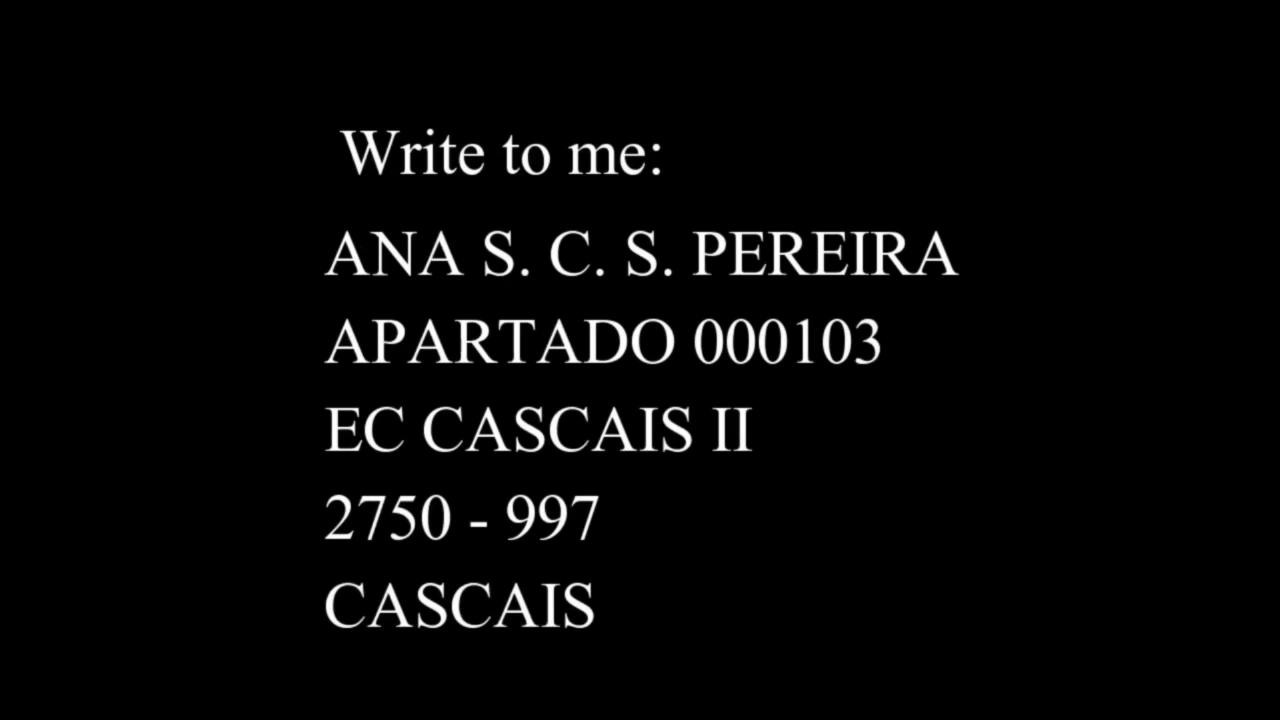 Write to me:
ANA S. C. S. PEREIRA
APARTADO 000103
EC CASCAIS II
2750 - 997
CASCAIS